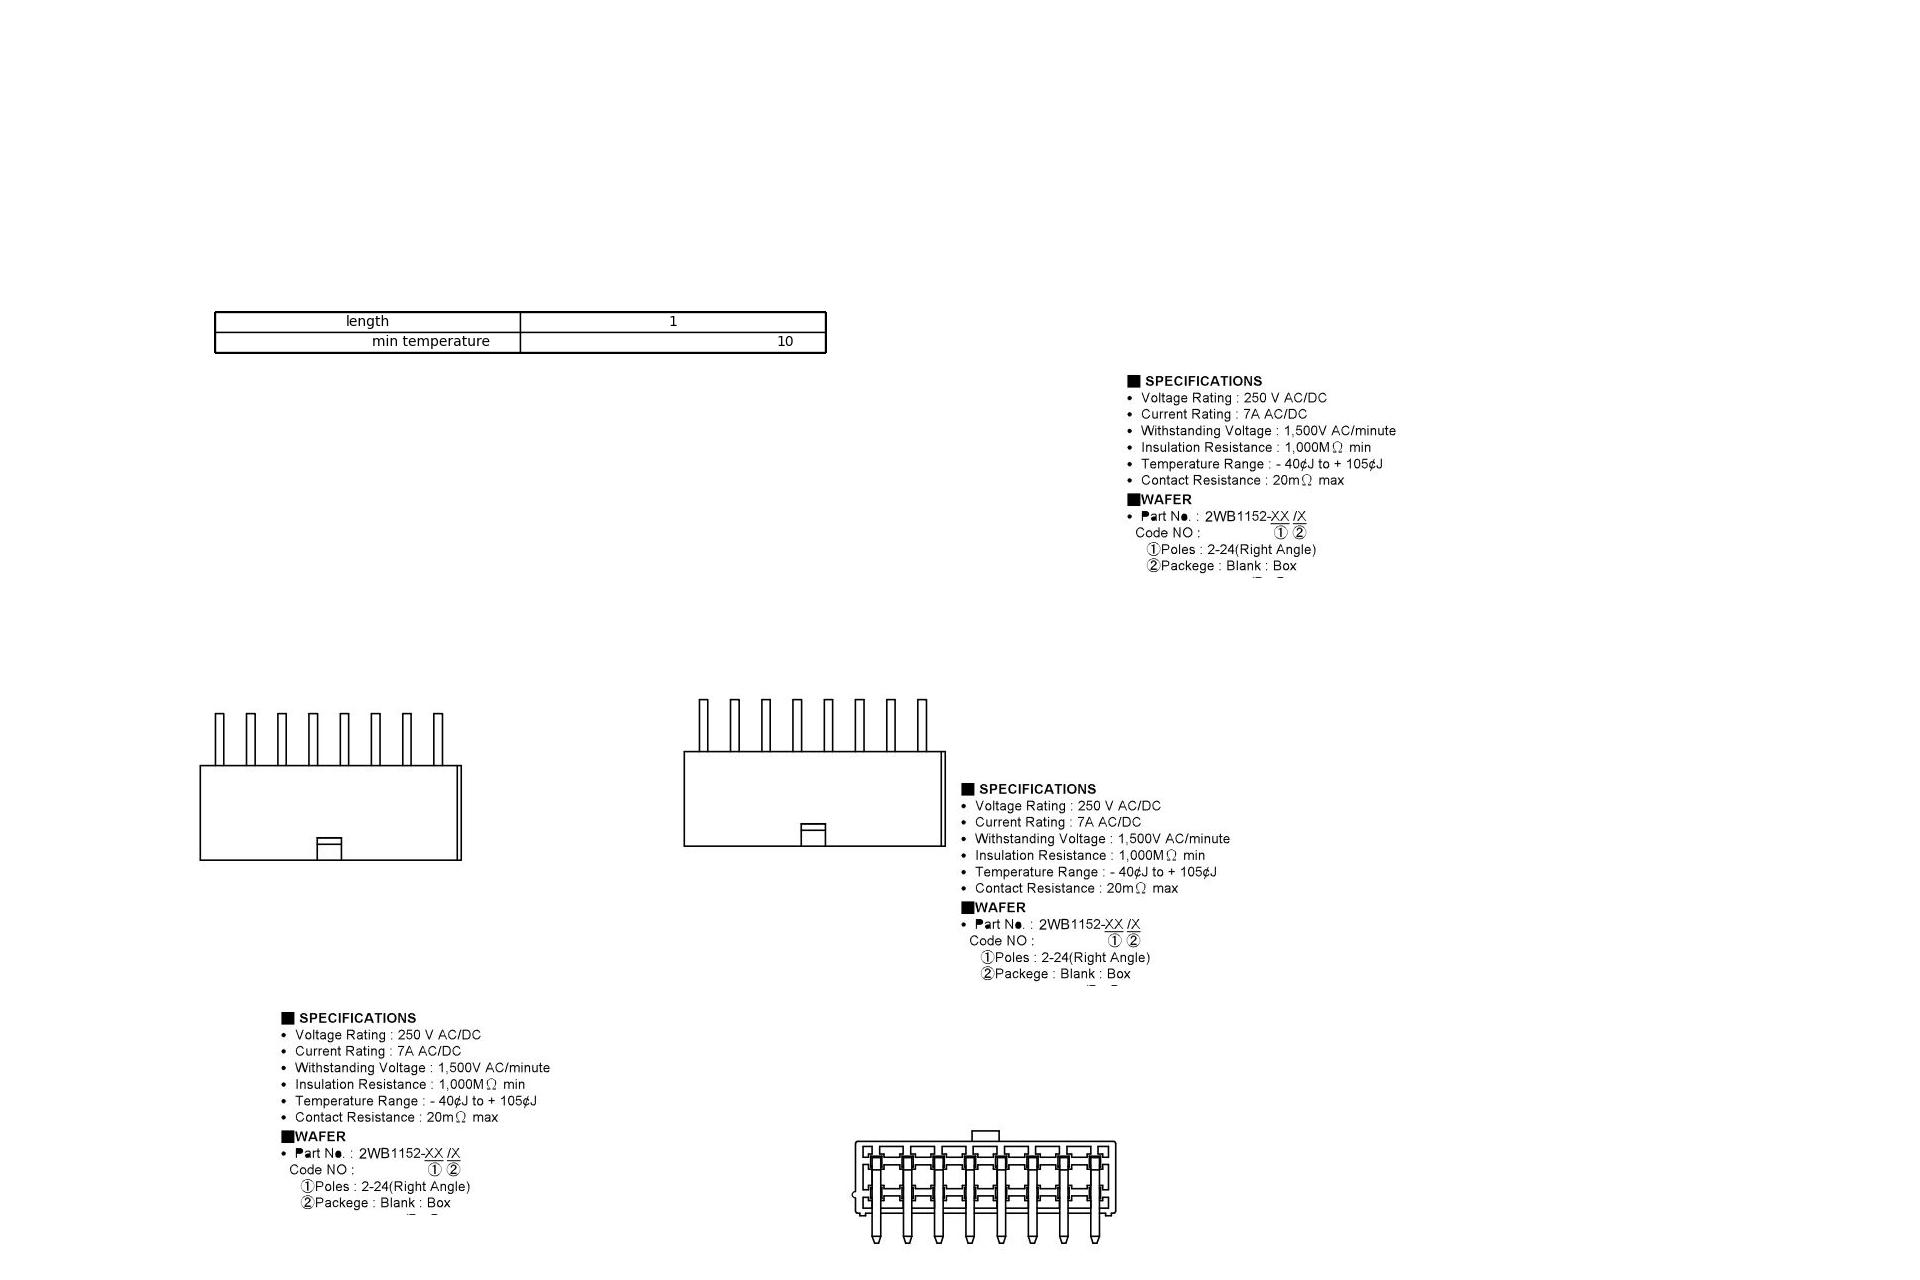 length 1
min temperature 10
■ SPECIFICATIONS
• Voltage Rating : 250 V AC/DC
• Current Rating : 7A AC/DC
• Withstanding Voltage : 1,500V AC/minute
• Insulation Resistance : 1,000MΩ min
• Temperature Range : - 40¢J to + 105¢J
• Contact Resistance : 20mΩ max
■WAFER
• Part No. : 2WB1152-XX /X
Code NO : ① ②
①Poles : 2-24(Right Angle)
②Packege : Blank : Box
■ SPECIFICATIONS
• Voltage Rating : 250 V AC/DC
• Current Rating : 7A AC/DC
• Withstanding Voltage : 1,500V AC/minute
• Insulation Resistance : 1,000MΩ min
• Temperature Range : - 40¢J to + 105¢J
• Contact Resistance : 20mΩ max
■WAFER
• Part No. : 2WB1152-XX /X
Code NO : ① ②
①Poles : 2-24(Right Angle)
②Packege : Blank : Box
■ SPECIFICATIONS
• Voltage Rating : 250 V AC/DC
• Current Rating : 7A AC/DC
• Withstanding Voltage : 1,500V AC/minute
• Insulation Resistance : 1,000MΩ min
• Temperature Range : - 40¢J to + 105¢J
• Contact Resistance : 20mΩ max
■WAFER
• Part No. : 2WB1152-XX /X
Code NO : ① ②
①Poles : 2-24(Right Angle)
②Packege : Blank : Box